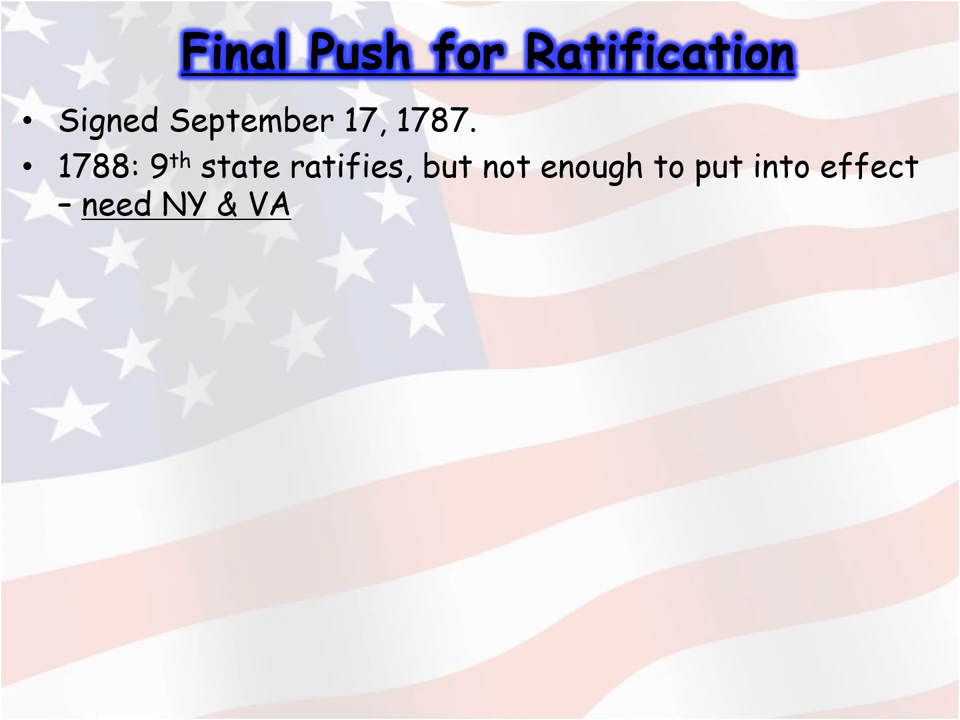 Final Push for Ratification
• Signed September 17, 1787.
• 1788: 9th state ratifies, but not enough to put into effect
– need NY & VA